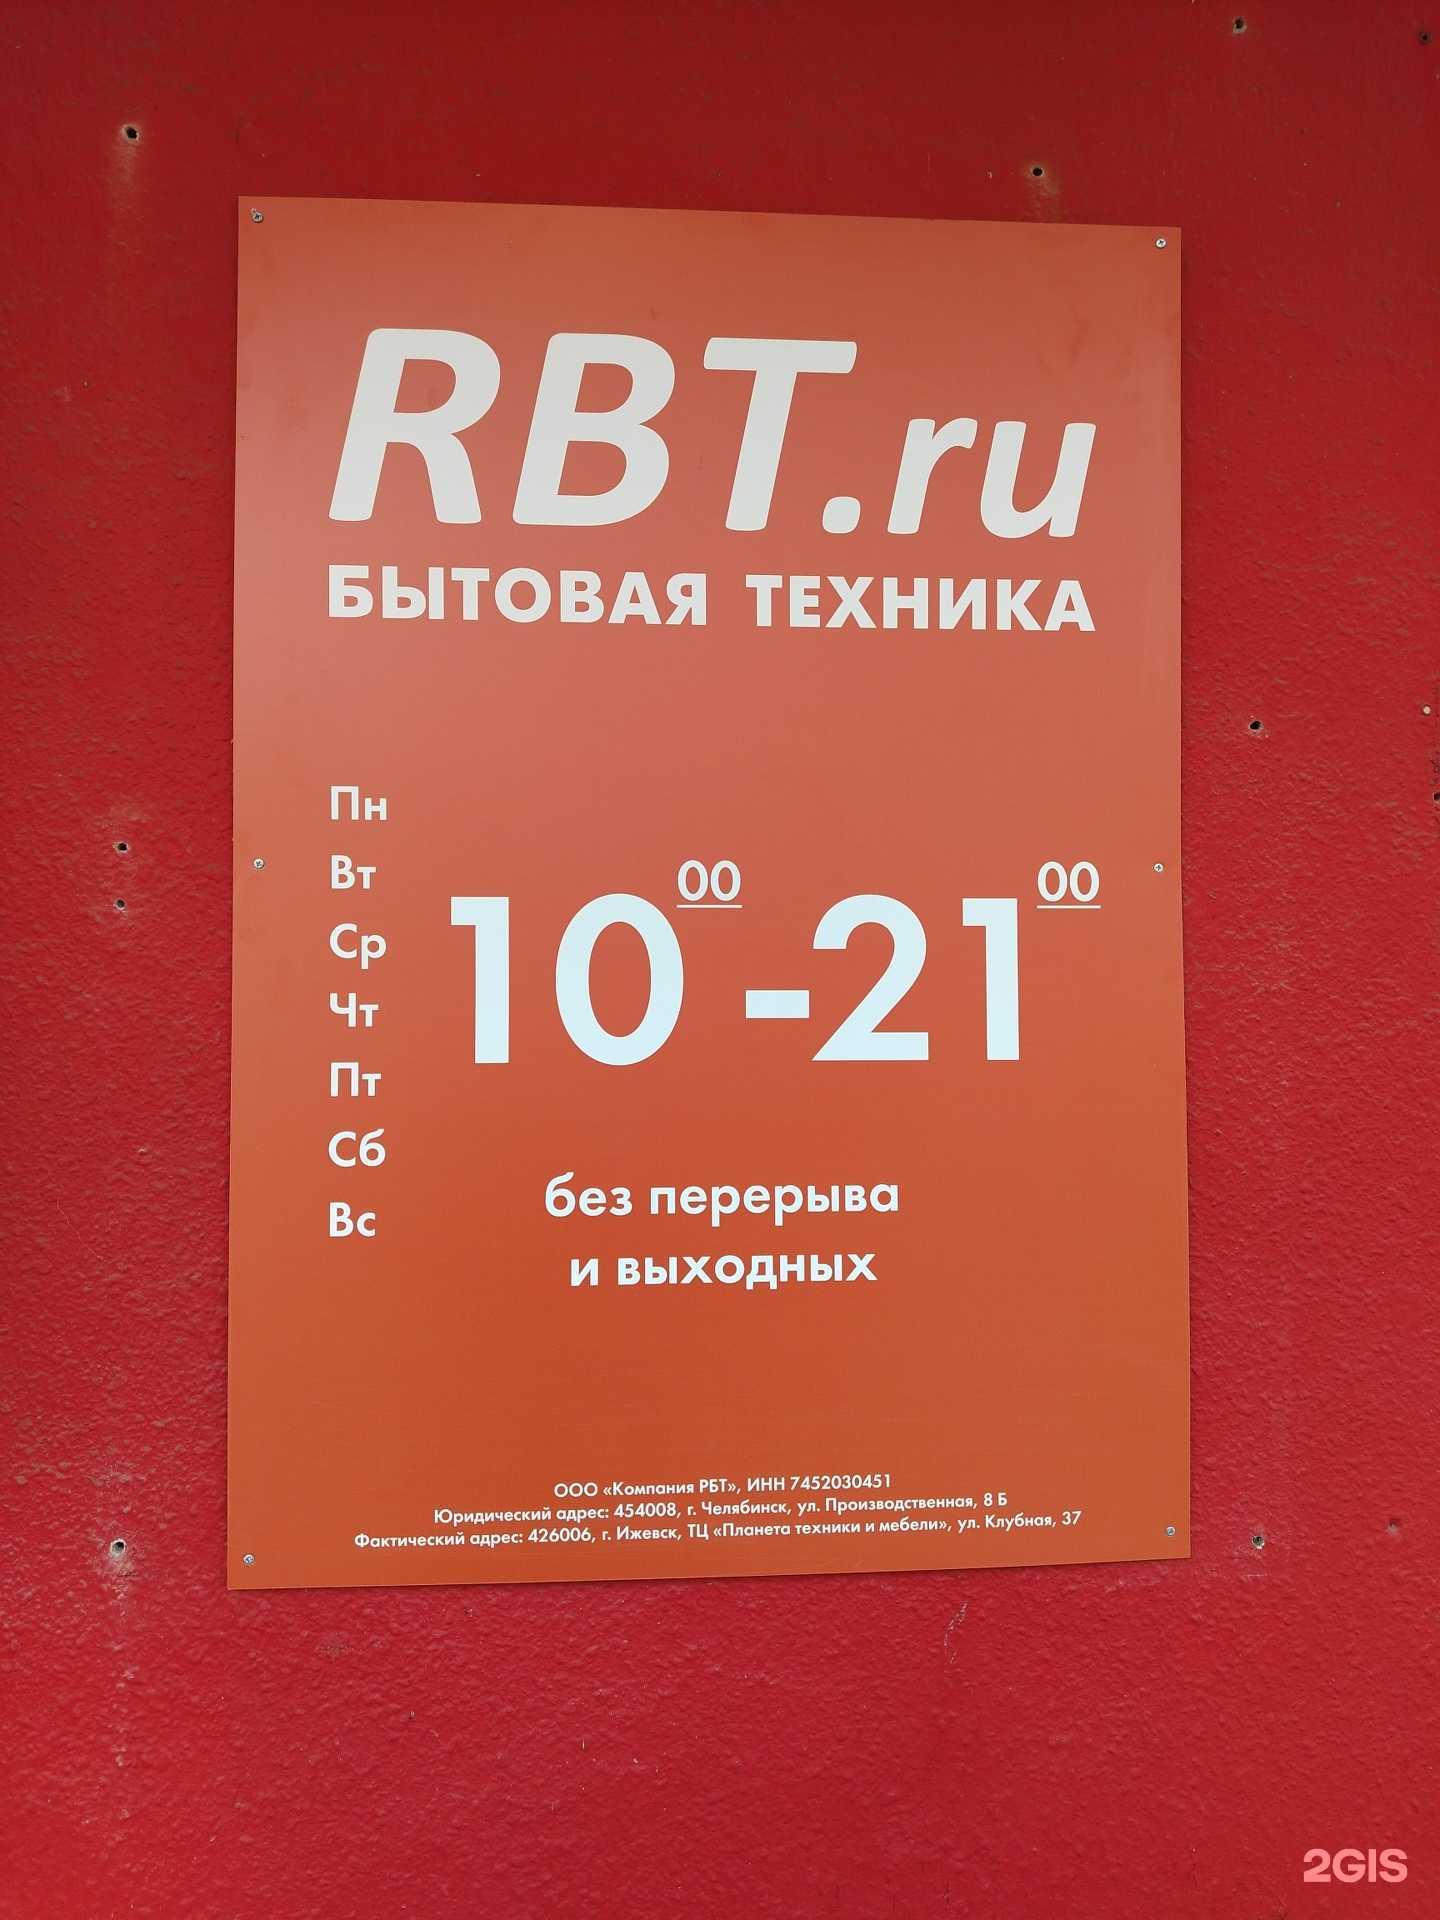 RBT.ru
БЫТОВАЯ ТЕХНИКА
Пн
Вт
Ср
Чт
Пт
Сб
Вс
10 00 - 21 00
без перерыва
и выходных
ООО «Компания РБТ», ИНН 7452030451
Юридический адрес: 454008, г. Челябинск, ул. Производственная, 8 Б
Фактический адрес: 426006, г. Ижевск, ТЦ «Планета техники и мебели», ул. Клубная, 37
2GIS